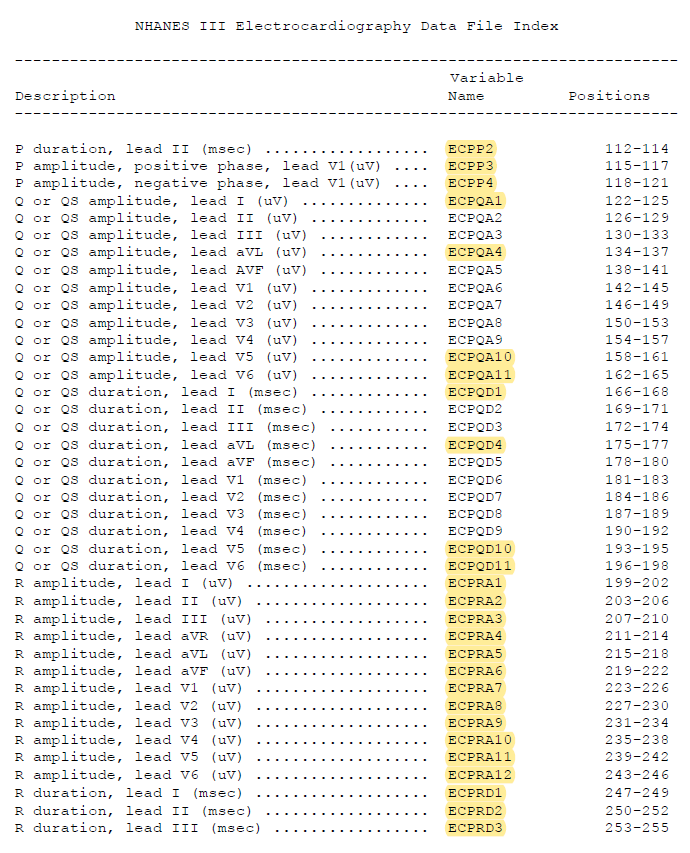 NHANES III Electrocardiography Data File Index
--------------------------------------------------------------------------
Variable
Description Name Positions
--------------------------------------------------------------------------
P duration, lead II (msec) .................. ECPP2 112-114
P amplitude, positive phase, lead V1(uV) .... ECPP3 115-117
P amplitude, negative phase, lead V1(uV) .... ECPP4 118-121
Q or QS amplitude, lead I (uV) .............. ECPQA1 122-125
Q or QS amplitude, lead II (uV) ............. ECPQA2 126-129
Q or QS amplitude, lead III (uV) ............ ECPQA3 130-133
Q or QS amplitude, lead aVL (uV) ............ ECPQA4 134-137
Q or QS amplitude, lead AVF (uV) ............ ECPQA5 138-141
Q or QS amplitude, lead V1 (uV) ............. ECPQA6 142-145
Q or QS amplitude, lead V2 (uV) ............. ECPQA7 146-149
Q or QS amplitude, lead V3 (uV) ............. ECPQA8 150-153
Q or QS amplitude, lead V4 (uV) ............. ECPQA9 154-157
Q or QS amplitude, lead V5 (uV) ............. ECPQA10 158-161
Q or QS amplitude, lead V6 (uV) ............. ECPQA11 162-165
Q or QS duration, lead I (msec) ............. ECPQD1 166-168
Q or QS duration, lead II (msec) ............ ECPQD2 169-171
Q or QS duration, lead III (msec) ........... ECPQD3 172-174
Q or QS duration, lead aVL (msec) ........... ECPQD4 175-177
Q or QS duration, lead aVF (msec) ........... ECPQD5 178-180
Q or QS duration, lead V1 (msec) ............ ECPQD6 181-183
Q or QS duration, lead V2 (msec) ............ ECPQD7 184-186
Q or QS duration, lead V3 (msec) ............ ECPQD8 187-189
Q or QS duration, lead V4 (msec) ............ ECPQD9 190-192
Q or QS duration, lead V5 (msec) ............ ECPQD10 193-195
Q or QS duration, lead V6 (msec) ............ ECPQD11 196-198
R amplitude, lead I (uV) .................... ECPRA1 199-202
R amplitude, lead II (uV) ................... ECPRA2 203-206
R amplitude, lead III (uV) .................. ECPRA3 207-210
R amplitude, lead aVR (uV) .................. ECPRA4 211-214
R amplitude, lead aVL (uV) .................. ECPRA5 215-218
R amplitude, lead aVF (uV) .................. ECPRA6 219-222
R amplitude, lead V1 (uV) ................... ECPRA7 223-226
R amplitude, lead V2 (uV) ................... ECPRA8 227-230
R amplitude, lead V3 (uV) ................... ECPRA9 231-234
R amplitude, lead V4 (uV) ................... ECPRA10 235-238
R amplitude, lead V5 (uV) ................... ECPRA11 239-242
R amplitude, lead V6 (uV) ................... ECPRA12 243-246
R duration, lead I (msec) ................... ECPRD1 247-249
R duration, lead II (msec) .................. ECPRD2 250-252
R duration, lead III (msec) ................. ECPRD3 253-255